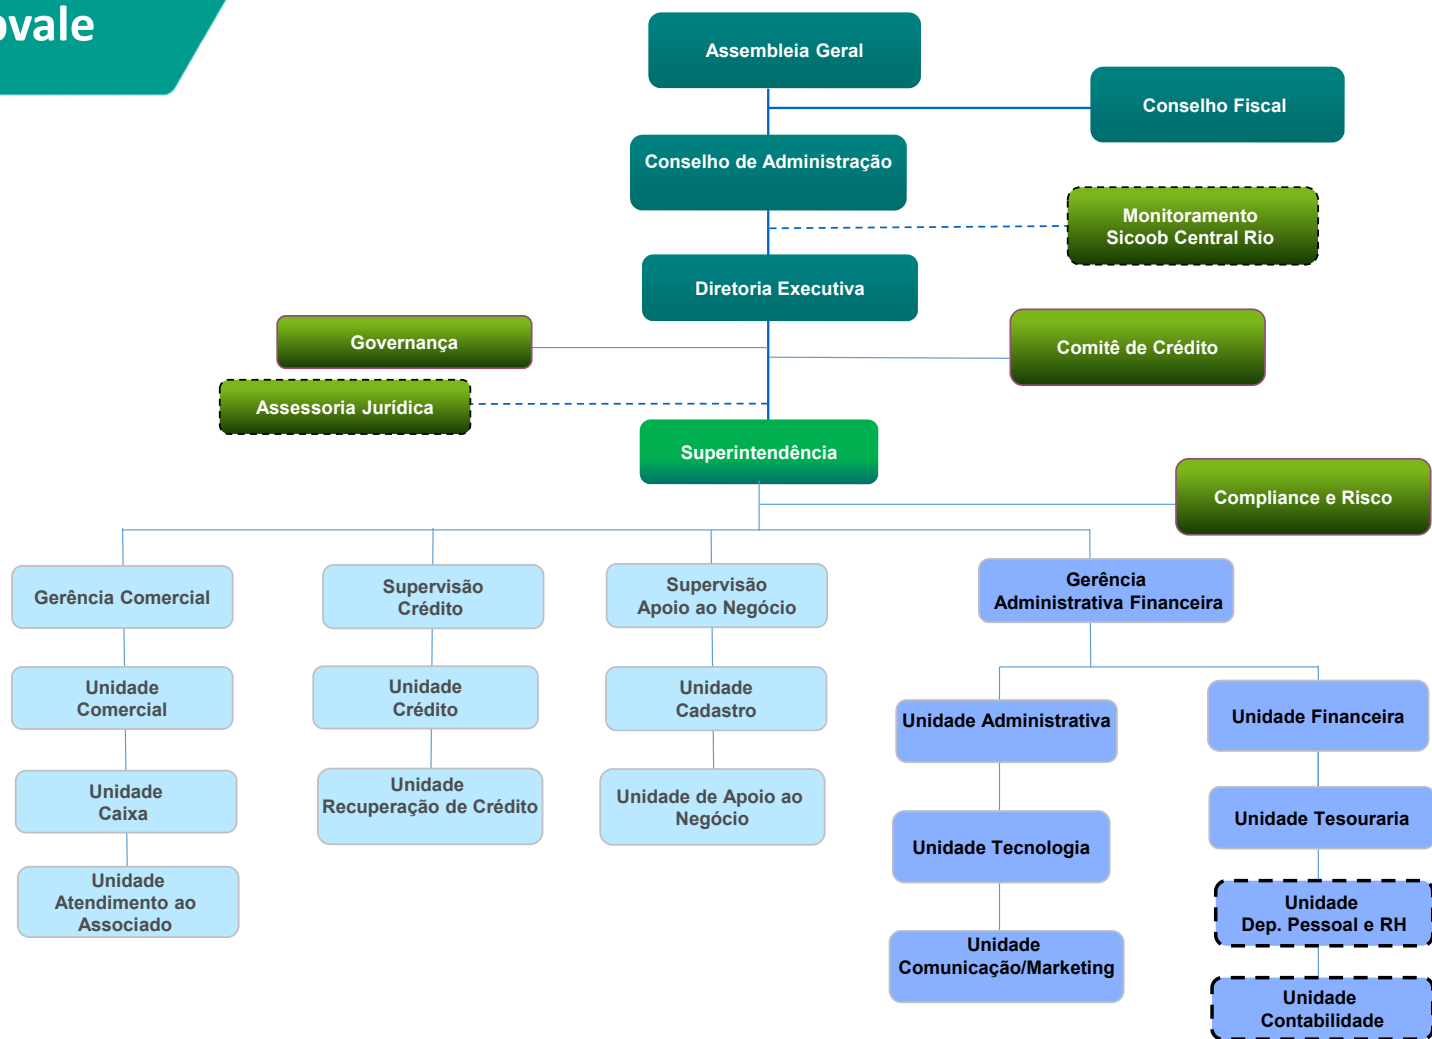 Assembleia Geral
Conselho Fiscal
Conselho de Administração
Monitoramento
Sicoob Central Rio
Diretoria Executiva
Governança
Comitê de Crédito
Assessoria Jurídica
Superintendência
Compliance e Risco
Gerência Comercial
Supervisão
Crédito
Supervisão
Apoio ao Negócio
Gerência
Administrativa Financeira
Unidade
Comercial
Unidade
Crédito
Unidade
Cadastro
Unidade Administrativa
Unidade Financeira
Unidade
Caixa
Unidade
Recuperação de Crédito
Unidade de Apoio ao
Negócio
Unidade Tecnologia
Unidade Tesouraria
Unidade
Atendimento ao
Associado
Unidade
Comunicação/Marketing
Unidade
Dep. Pessoal e RH
Unidade
Contabilidade